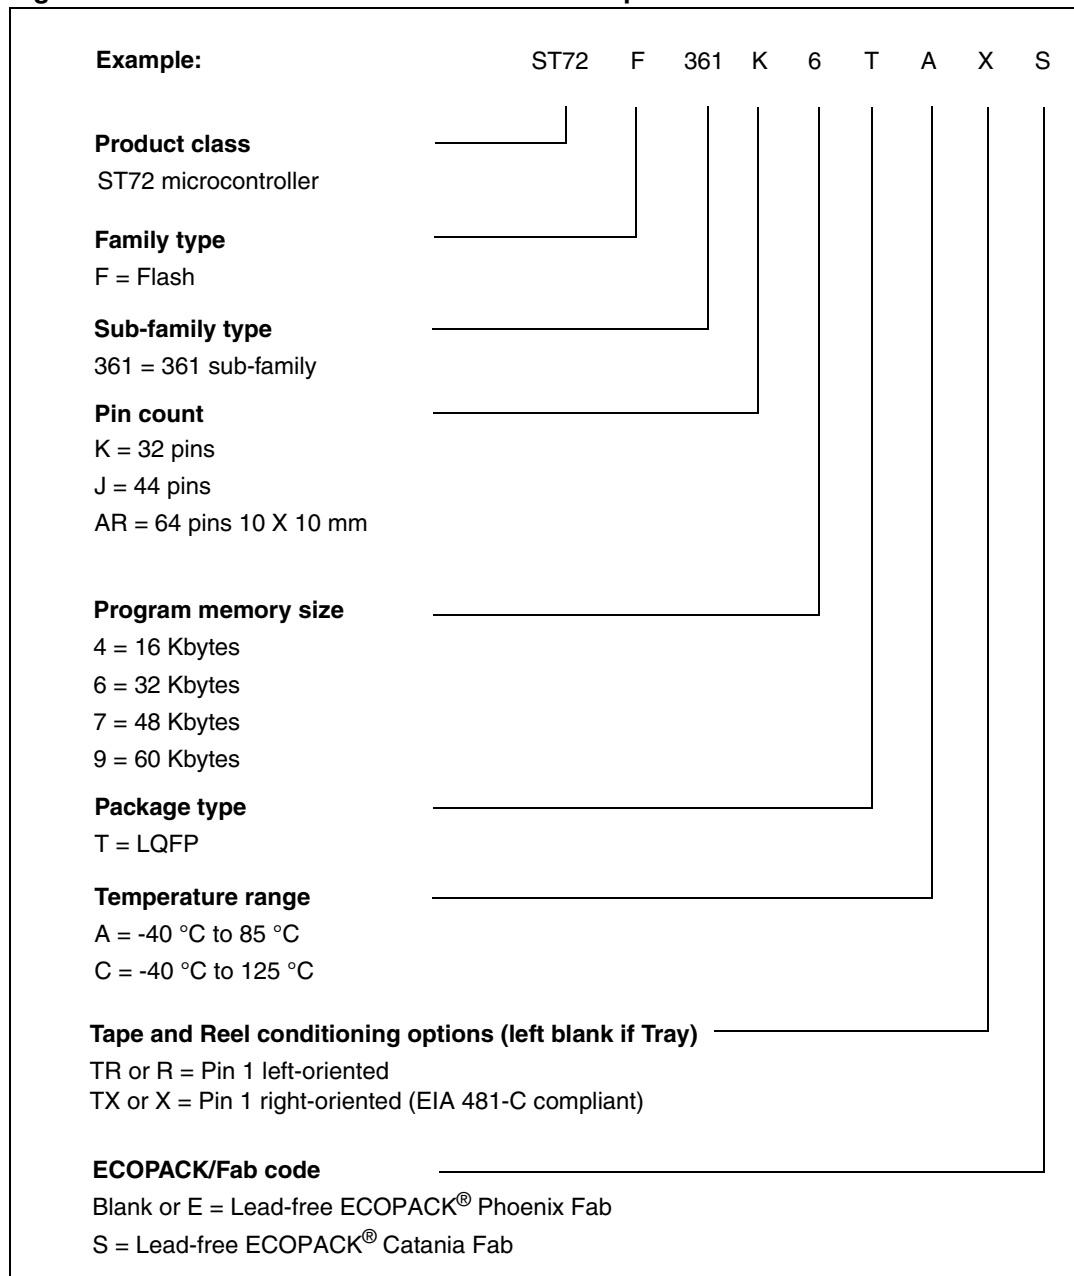 Example: ST72 F 361 K 6 T A X S
Product class
ST72 microcontroller
Family type
F = Flash
Sub-family type
361 = 361 sub-family
Pin count
K = 32 pins
J = 44 pins
AR = 64 pins 10 X 10 mm
Program memory size
4 = 16 Kbytes
6 = 32 Kbytes
7 = 48 Kbytes
9 = 60 Kbytes
Package type
T = LQFP
Temperature range
A = -40 °C to 85 °C
C = -40 °C to 125 °C
Tape and Reel conditioning options (left blank if Tray)
TR or R = Pin 1 left-oriented
TX or X = Pin 1 right-oriented (EIA 481-C compliant)
ECOPACK/Fab code
Blank or E = Lead-free ECOPACK® Phoenix Fab
S = Lead-free ECOPACK® Catania Fab